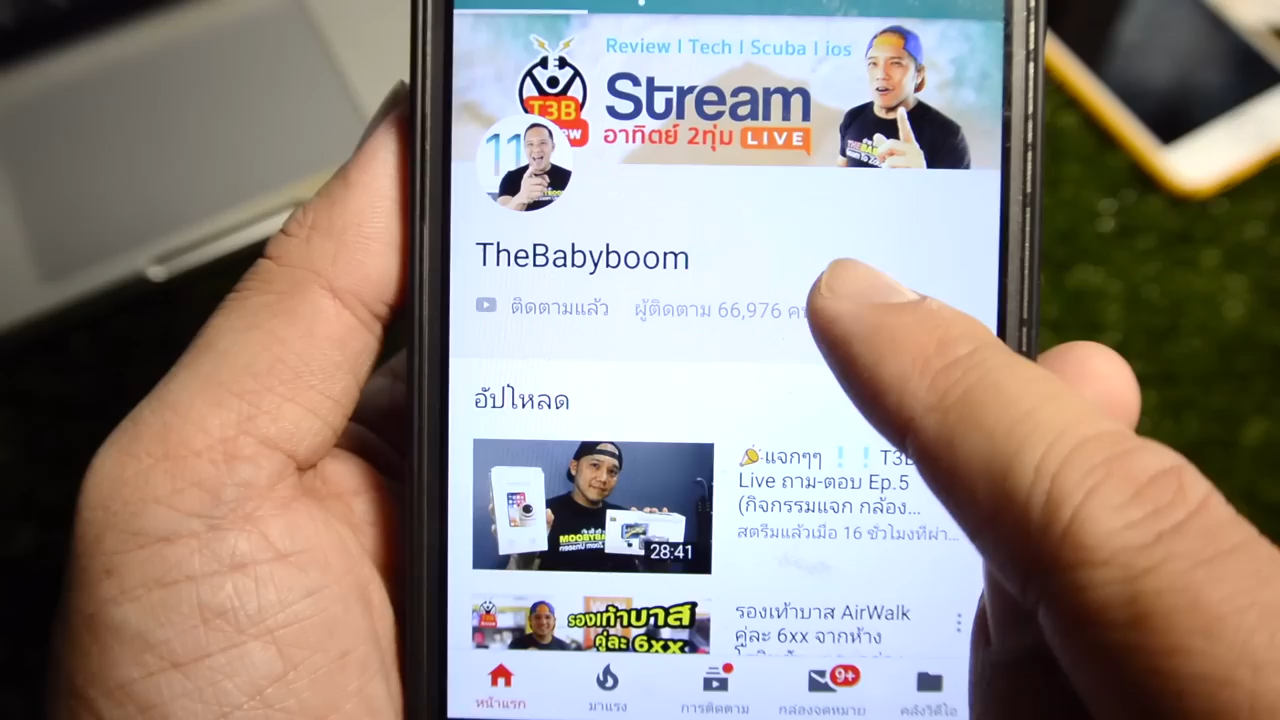 Review | Tech | Scuba | ios
T3B
Stream
อาทิตย์ 2ทุ่ม LIVE
11
TheBabyboom
ติดตามแล้ว ผู้ติดตาม 66,976
อัปโหลด
แจกๆๆ ❕❕ T3B
Live ถาม-ตอบ Ep.5
(กิจกรรมแจก กล้อง...
สตรีมแล้วเมื่อ 16 ชั่วโมงที่ผ่า...
28:41
รองเท้าบาส
คู่ละ 6xx
รองเท้าบาส AirWalk
คู่ละ 6xx จากห้าง
หน้าแรก
มาแรง
การติดตาม
9+
กล่องจดหมาย
คลังวิดีโอ